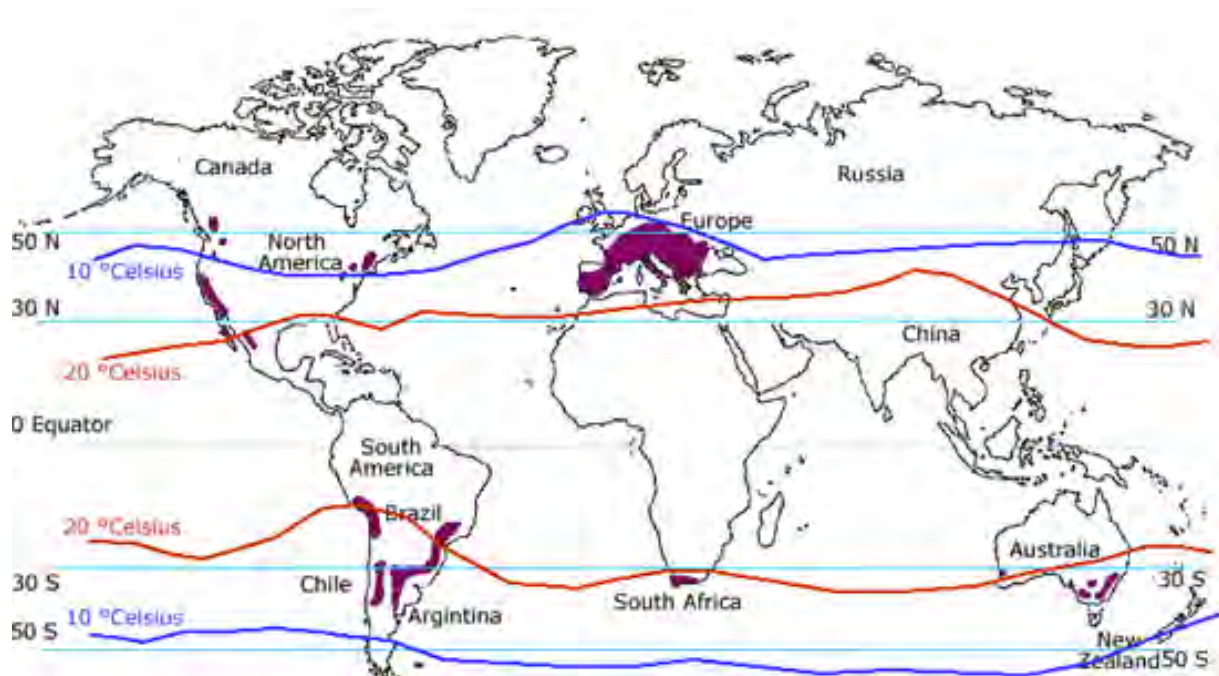 Canada
Russia
Europe
50 N
North
America
50 N
10 °Celsius
30 N
30 N
China
20 °Celsius
0 Equator
South
America
Brazil
20 °Celsius
Australia
30 S
Chile
30 S
South Africa
Argintina
10 °Celsius
50 S
New
Zealand
50 S